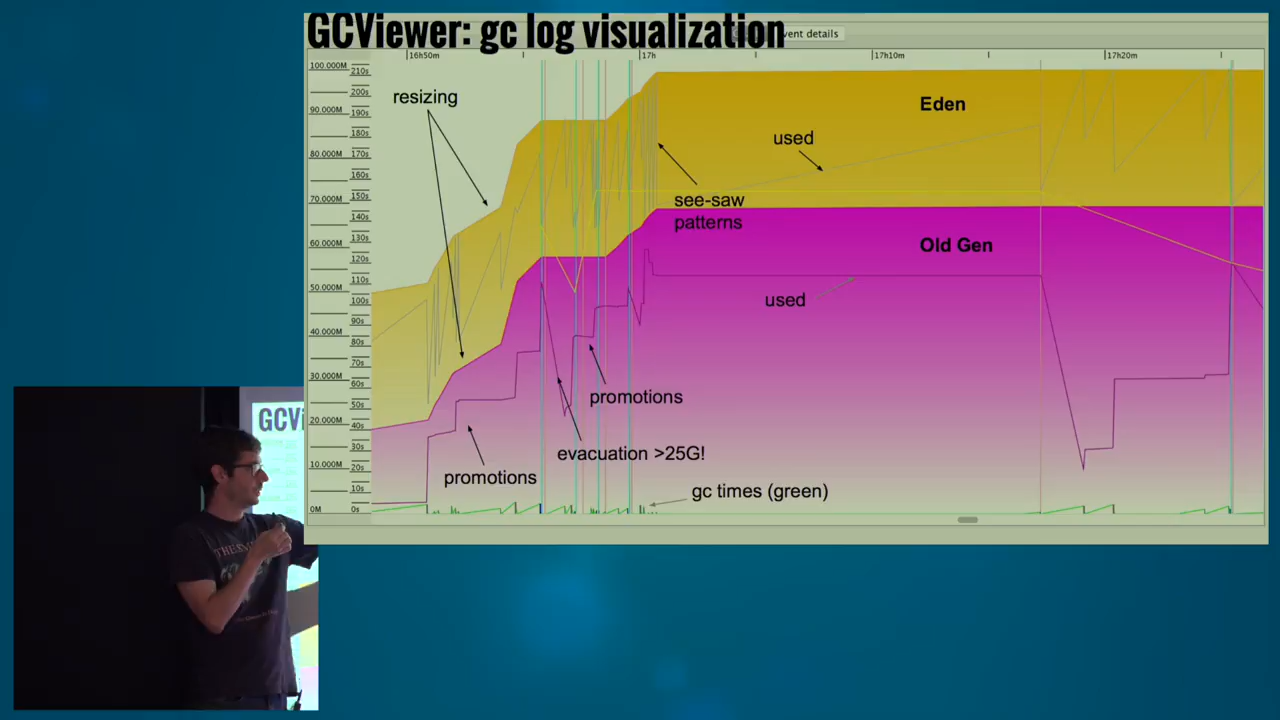 GCViewer: gc log visualization
vent details
16h50m
17h
17h10m
17h20m
100.000M
210s
200s
90.000M
190s
180s
80.000M
170s
160s
70.000M
150s
140s
60.000M
130s
120s
50.000M
110s
100s
40.000M
90s
80s
30.000M
70s
60s
20.000M
50s
40s
10.000M
30s
20s
10s
0M
0s
resizing
Eden
used
see-saw
patterns
Old Gen
used
promotions
evacuation >25G!
promotions
gc times (green)
GCVi